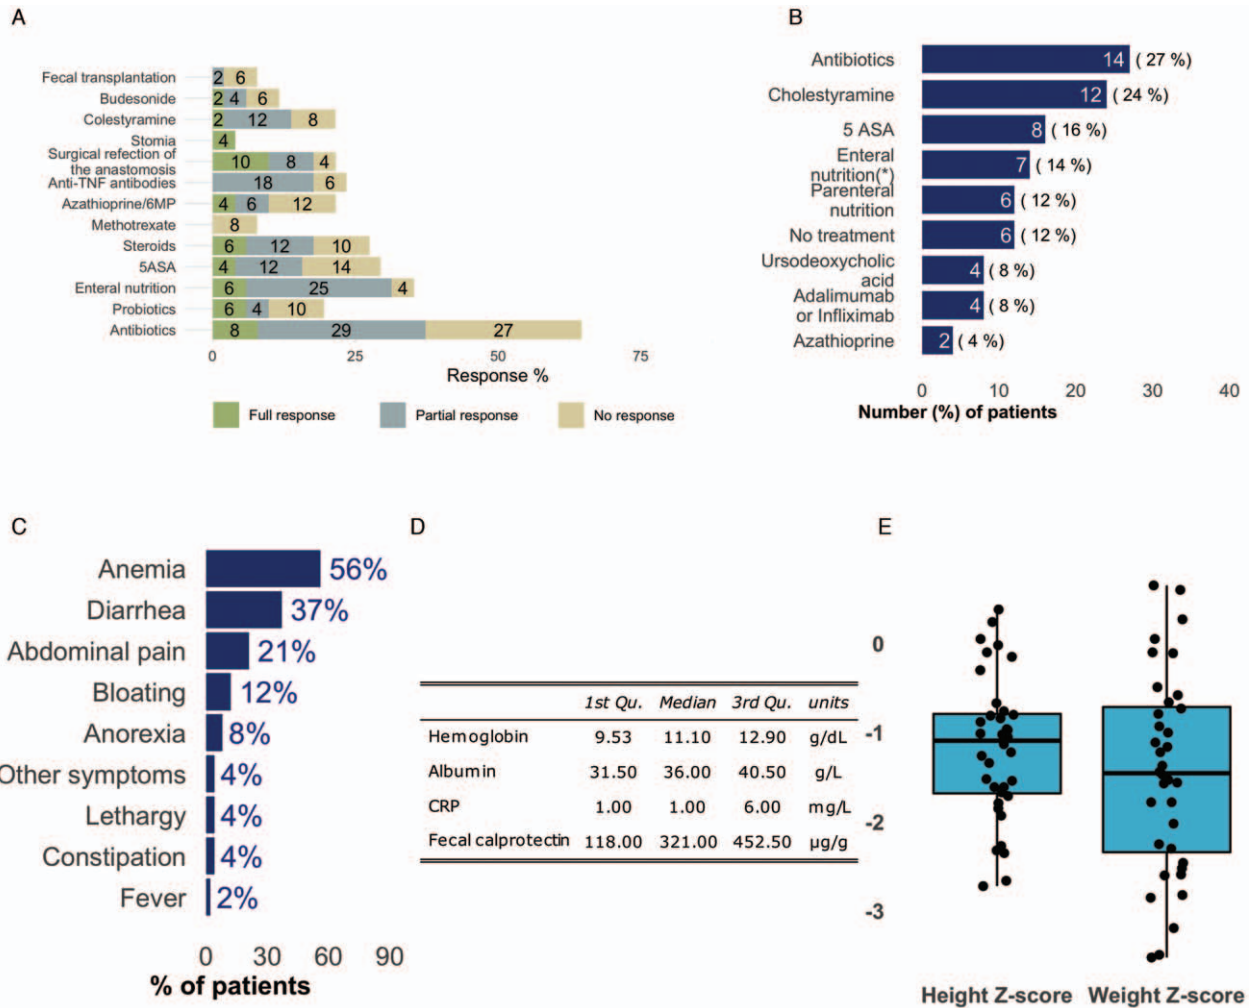 A
Fecal transplantation 2 6
Budesonide 2 4 6
Colestyramine 2 12 8
Stomia 4
Surgical refection of
the anastomosis 10 8 4
Anti-TNF antibodies 18 6
Azathioprine/6MP 4 6 12
Methotrexate 8
Steroids 6 12 10
5ASA 4 12 14
Enteral nutrition 6 25 4
Probiotics 6 4 10
Antibiotics 8 29 27
0 25 50 75
Response %
Full response Partial response No response
B
Antibiotics 14 ( 27 %)
Cholestyramine 12 ( 24 %)
5 ASA 8 ( 16 %)
Enteral
nutrition(*) 7 ( 14 %)
Parenteral
nutrition 6 ( 12 %)
No treatment 6 ( 12 %)
Ursodeoxycholic
acid 4 ( 8 %)
Adalimumab
or Infliximab 4 ( 8 %)
Azathioprine 2 ( 4 %)
0 10 20 30 40
Number (%) of patients
C
Anemia 56%
Diarrhea 37%
Abdominal pain 21%
Bloating 12%
Anorexia 8%
Other symptoms 4%
Lethargy 4%
Constipation 4%
Fever 2%
0 30 60 90
% of patients
D
1st Qu. Median 3rd Qu. units
Hemoglobin 9.53 11.10 12.90 g/dL
Albumin 31.50 36.00 40.50 g/L
CRP 1.00 1.00 6.00 mg/L
Fecal calprotectin 118.00 321.00 452.50 µg/g
E
0
-1
-2
-3
Height Z-score Weight Z-score